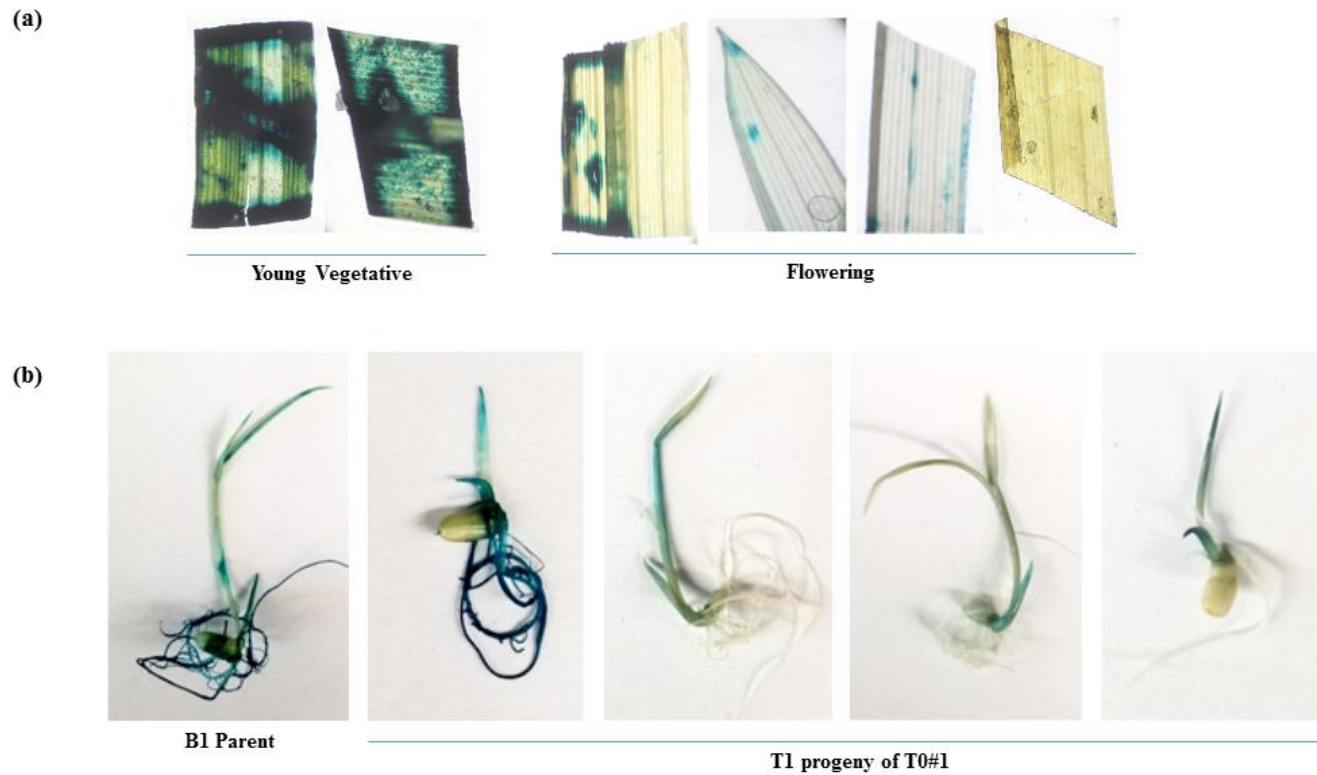 (a)
Young Vegetative
Flowering
(b)
B1 Parent
T1 progeny of T0#1